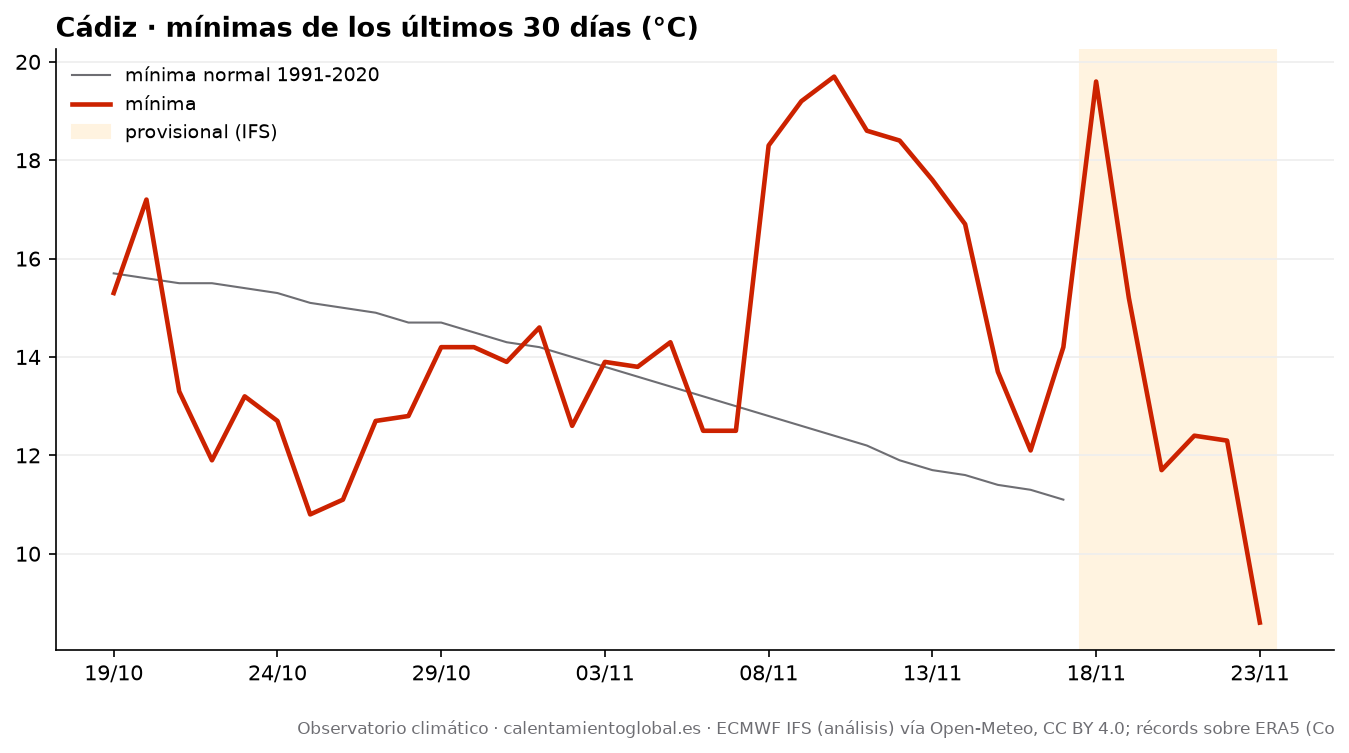 Cádiz · mínimas de los últimos 30 días (°C)
mínima normal 1991-2020
mínima
provisional (IFS)
20
18
16
14
12
10
19/10
24/10
29/10
03/11
08/11
13/11
18/11
23/11
Observatorio climático · calentamientoglobal.es · ECMWF IFS (análisis) vía Open-Meteo, CC BY 4.0; récords sobre ERA5 (Co